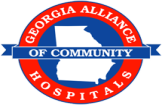 GEORGIA ALLIANCE
OF COMMUNITY
HOSPITALS